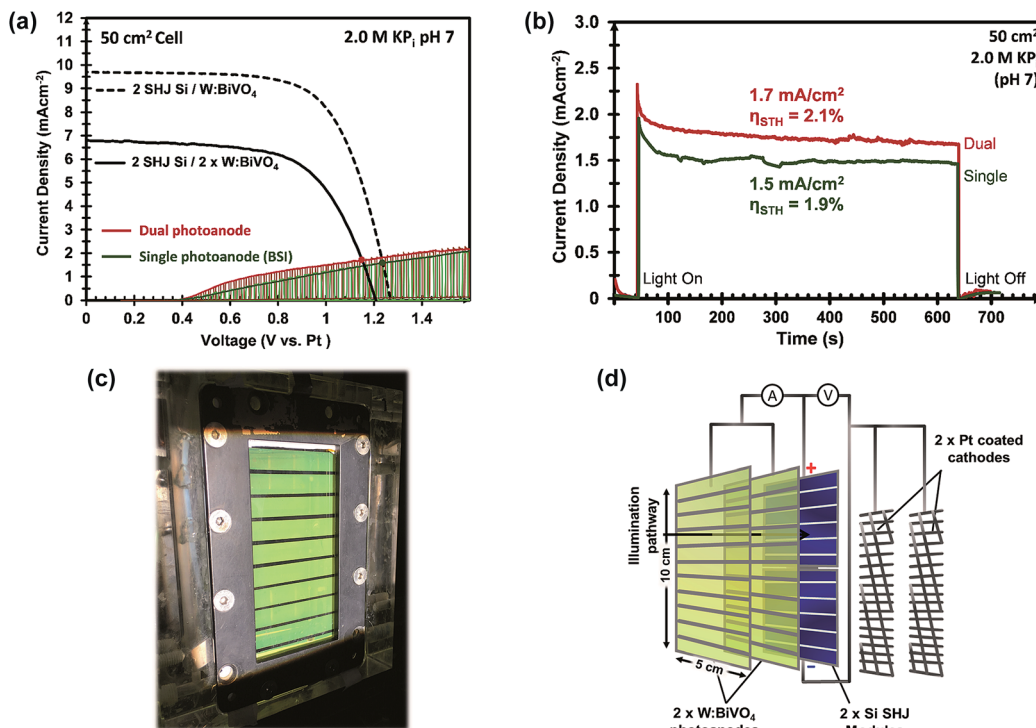 (a)
12
11
10
9
8
7
6
5
4
3
2
1
0
Current Density (mAcm⁻²)
50 cm² Cell
2.0 M KPᵢ pH 7
2 SHJ Si / W:BiVO₄
2 SHJ Si / 2 x W:BiVO₄
Dual photoanode
Single photoanode (BSI)
0 0.2 0.4 0.6 0.8 1 1.2 1.4
Voltage (V vs. Pt )
(b)
3.0
2.5
2.0
1.5
1.0
0.5
0
Current Density (mAcm⁻²)
50 cm²
2.0 M KP
(pH 7)
1.7 mA/cm²
ηSTH = 2.1%
Dual
Single
1.5 mA/cm²
ηSTH = 1.9%
Light On
Light Off
0 100 200 300 400 500 600 700
Time (s)
(c)
(d)
A
V
2 x Pt coated
cathodes
+
Illumination
pathway
10 cm
5 cm
-
2 x W:BiVO₄
photoanodes
2 x Si SHJ